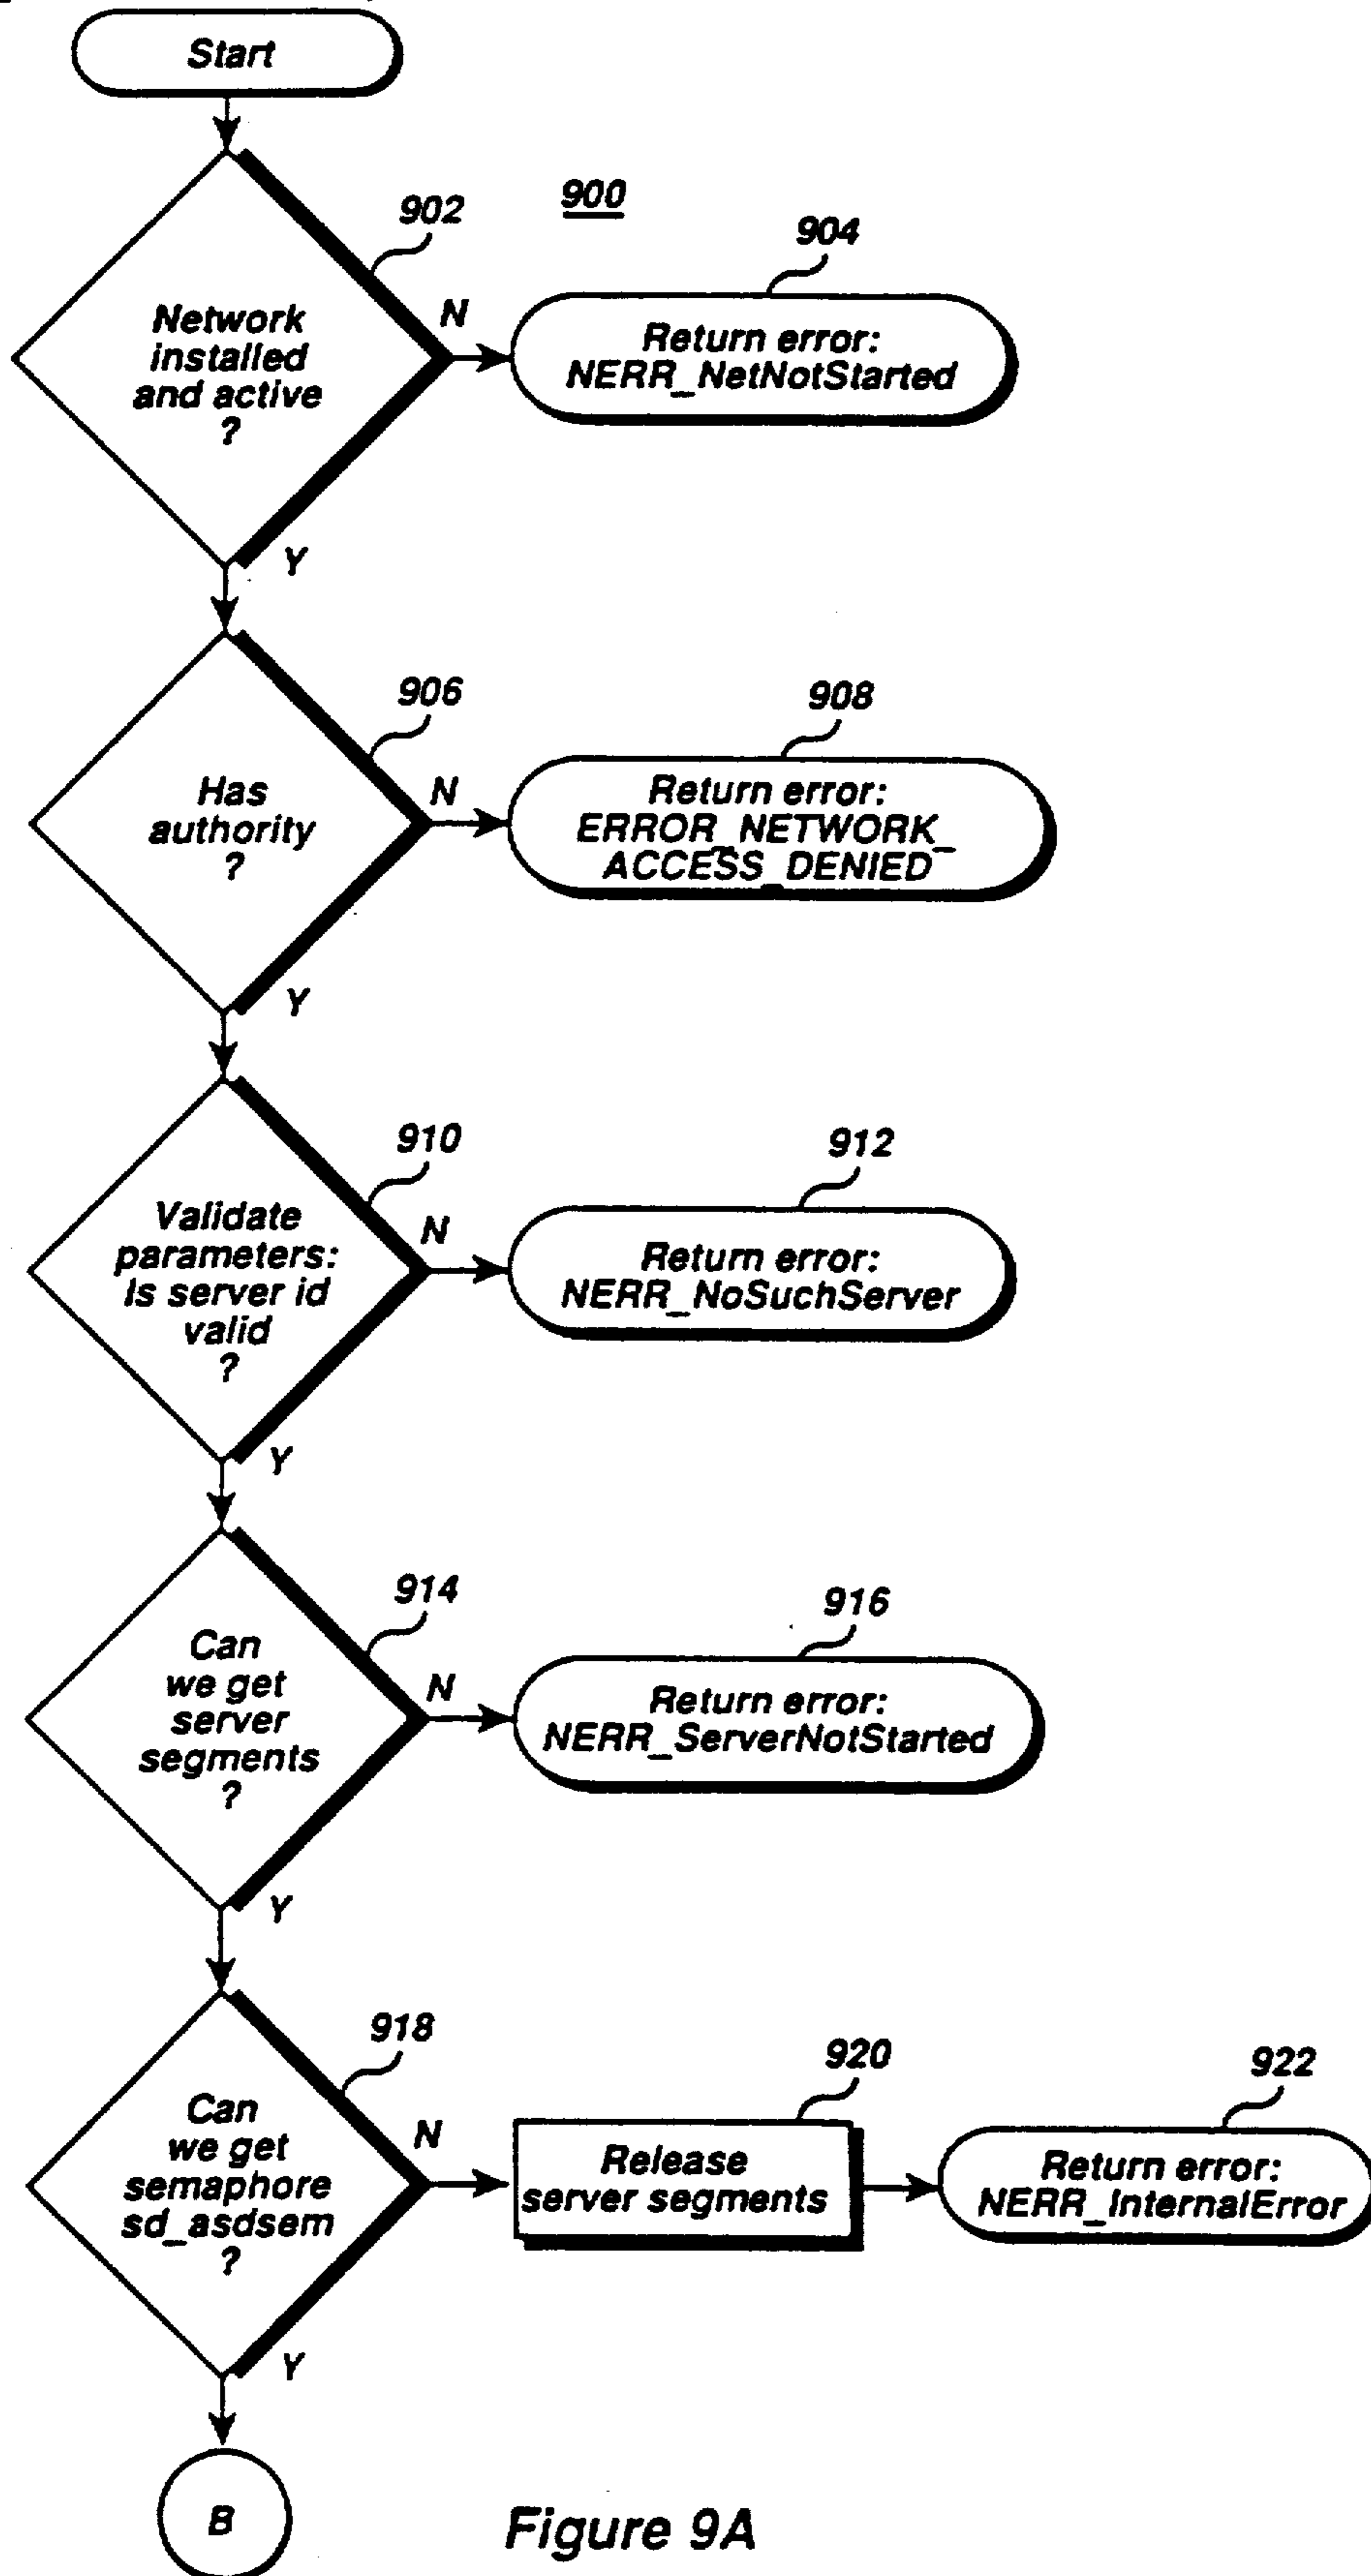 Start
900
902
904
Network
installed
and active
?
N
Return error:
NERR_NetNotStarted
Y
906
908
Has
authority
?
N
Return error:
ERROR_NETWORK_
ACCESS_DENIED
Y
910
912
Validate
parameters:
Is server id
valid
?
N
Return error:
NERR_NoSuchServer
Y
914
916
Can
we get
server
segments
?
N
Return error:
NERR_ServerNotStarted
Y
918
920
922
Can
we get
semaphore
sd_asdsem
?
N
Release
server segments
Return error:
NERR_InternalError
Y
B
Figure 9A